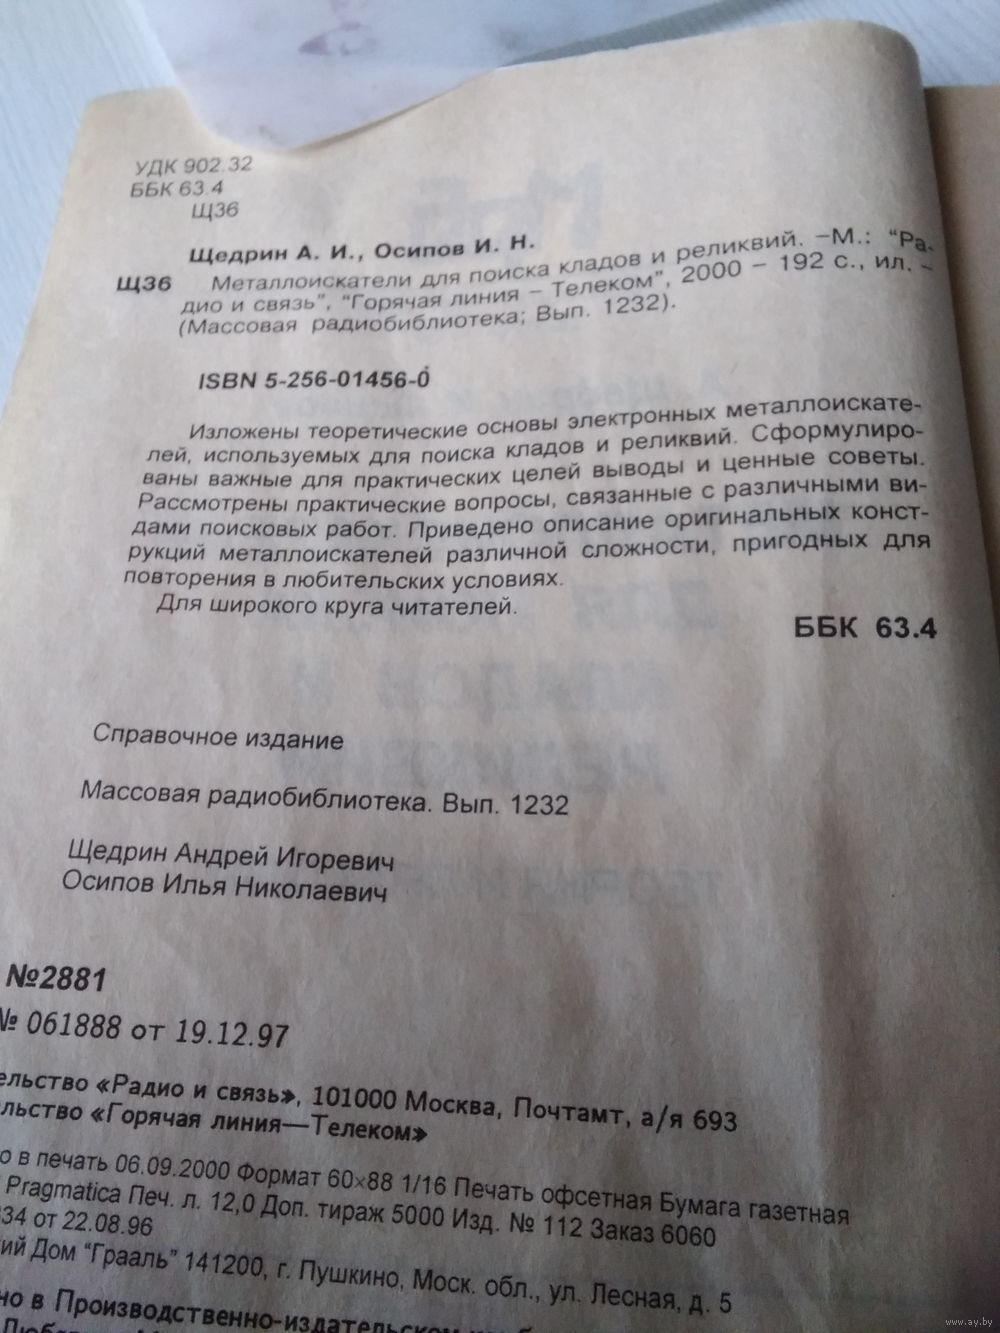 УДК 902.32
ББК 63.4
Щ36
Щедрин А. И., Осипов И. Н.
Щ36 Металлоискатели для поиска кладов и реликвий. –М.: “Ра-
дио и связь”, “Горячая линия – Телеком”, 2000 – 192 с., ил. –
(Массовая радиобиблиотека; Вып. 1232).
ISBN 5-256-01456-0
Изложены теоретические основы электронных металлоискате-
лей, используемых для поиска кладов и реликвий. Сформулиро-
ваны важные для практических целей выводы и ценные советы.
Рассмотрены практические вопросы, связанные с различными ви-
дами поисковых работ. Приведено описание оригинальных конст-
рукций металлоискателей различной сложности, пригодных для
повторения в любительских условиях.
Для широкого круга читателей.
ББК 63.4
Справочное издание
Массовая радиобиблиотека. Вып. 1232
Щедрин Андрей Игоревич
Осипов Илья Николаевич
№2881
№ 061888 от 19.12.97
ельство «Радио и связь», 101000 Москва, Почтамт, а/я 693
льство «Горячая линия—Телеком»
о в печать 06.09.2000 Формат 60×88 1/16 Печать офсетная Бумага газетная
Pragmatica Печ. л. 12,0 Доп. тираж 5000 Изд. № 112 Заказ 6060
34 от 22.08.96
ий Дом “Грааль” 141200, г. Пушкино, Моск. обл., ул. Лесная, д. 5
но в Производственно-издательском
www.ay.by